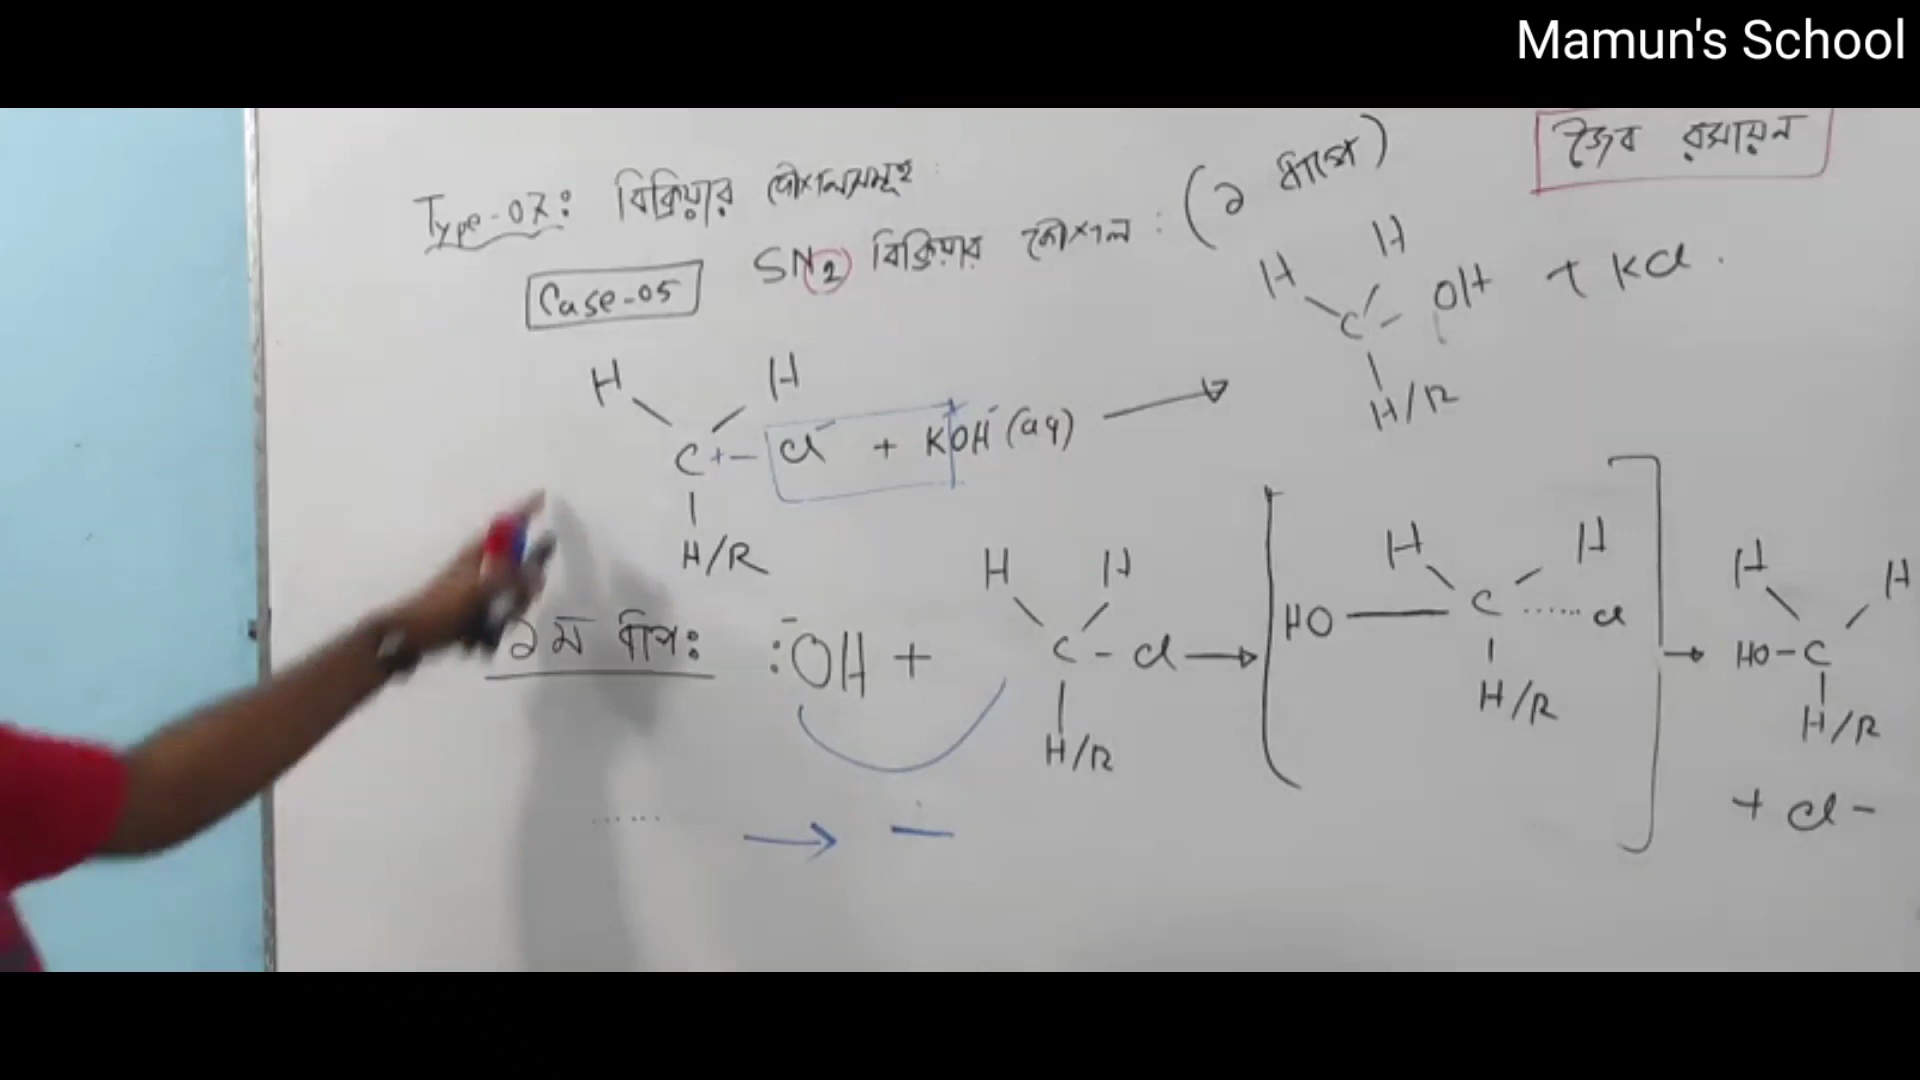 Mamun's School
জৈব রসায়ন
Type-07: বিক্রিয়ার কৌশলসমূহ
Case-05 SN2 বিক্রিয়ার কৌশল : (১ ধাপে)
H H
C+ - Cl- + KOH- (aq) →
H/R
H H
C - OH + KCl.
H/R
১ম ধাপ: :-OH +
H H
C - Cl →
H/R
[ H H
HO — C ...... Cl
H/R ] →
H H
HO-C
H/R
+ Cl-
...... → —